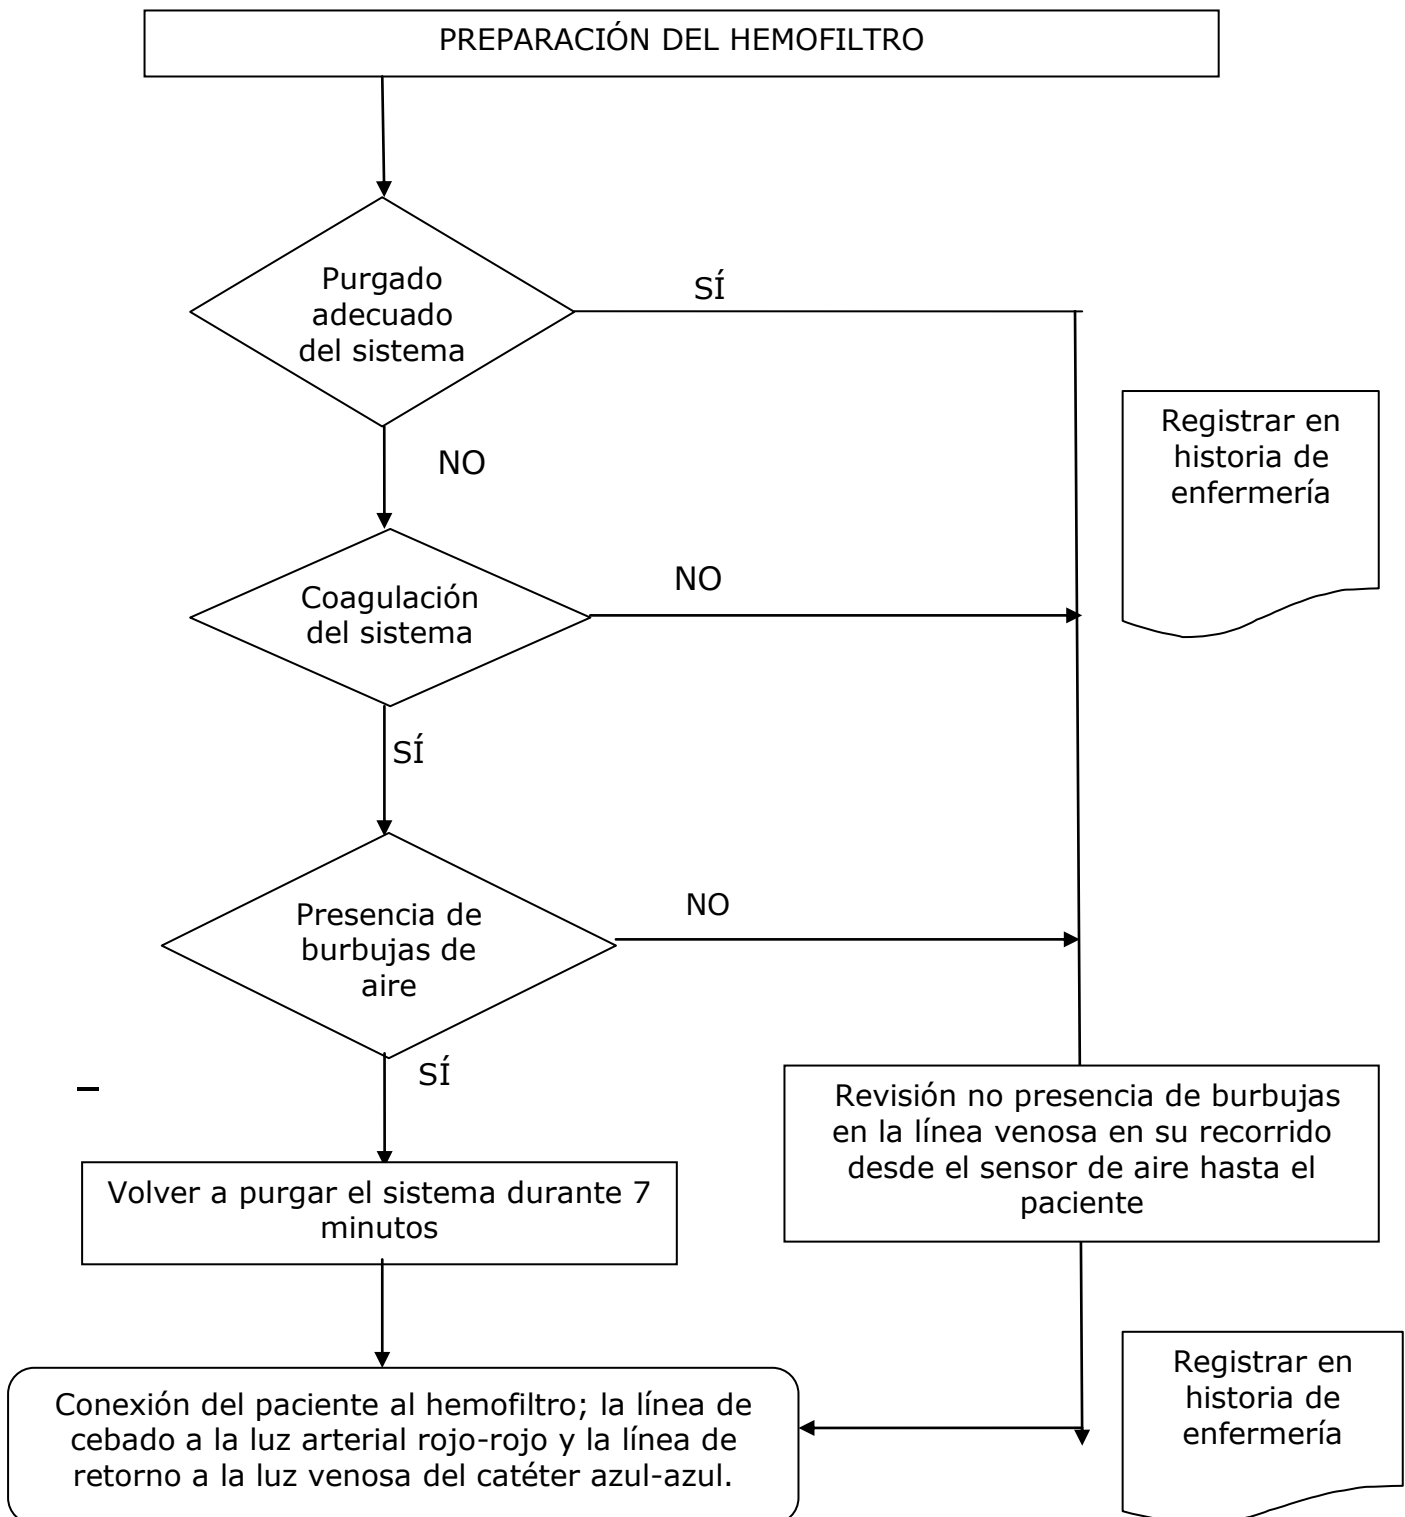 PREPARACIÓN DEL HEMOFILTRO
Purgado
adecuado
del sistema
SÍ
NO
Registrar en
historia de
enfermería
Coagulación
del sistema
NO
SÍ
Presencia de
burbujas de
aire
NO
SÍ
Revisión no presencia de burbujas
en la línea venosa en su recorrido
desde el sensor de aire hasta el
paciente
Volver a purgar el sistema durante 7
minutos
Conexión del paciente al hemofiltro; la línea de
cebado a la luz arterial rojo-rojo y la línea de
retorno a la luz venosa del catéter azul-azul.
Registrar en
historia de
enfermería